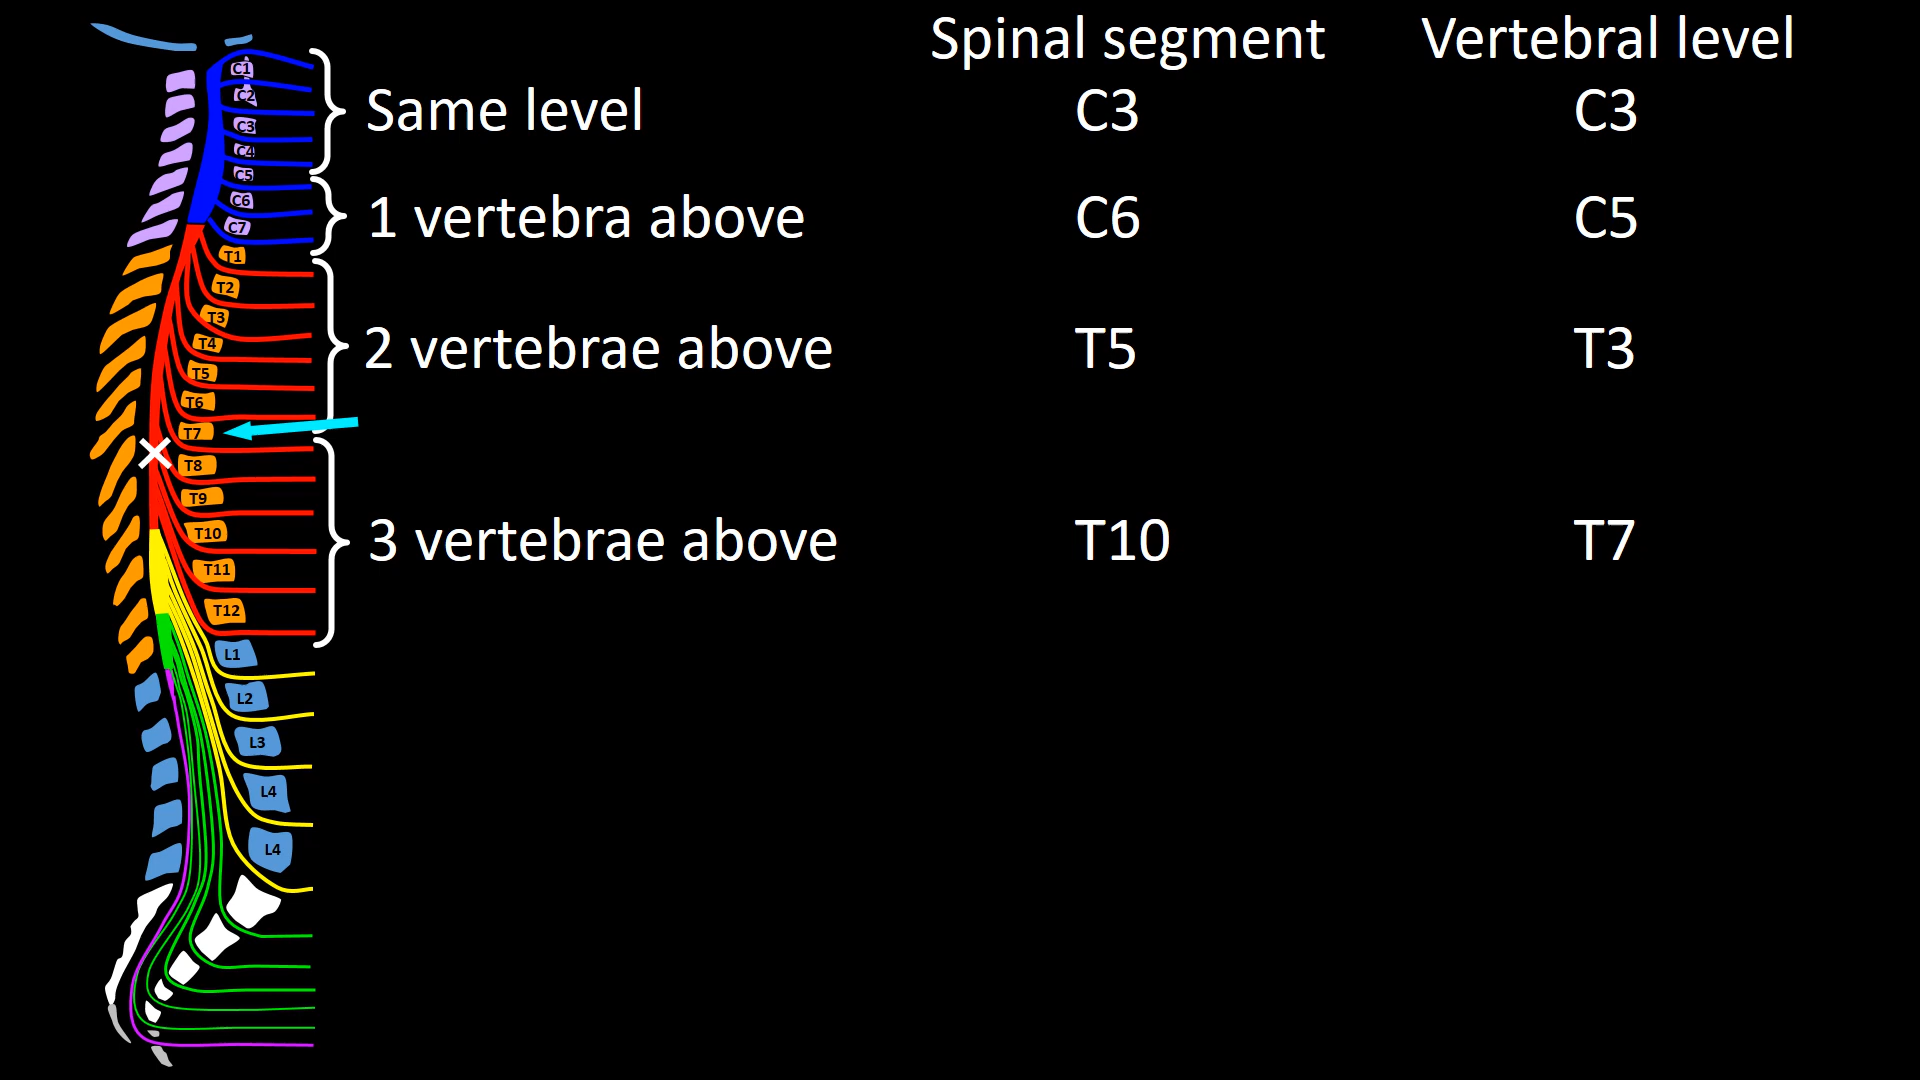 Spinal segment Vertebral level
Same level C3 C3
1 vertebra above C6 C5
2 vertebrae above T5 T3
3 vertebrae above T10 T7
C1
C2
C3
C4
C5
C6
C7
T1
T2
T3
T4
T5
T6
T7
T8
T9
T10
T11
T12
L1
L2
L3
L4
L4